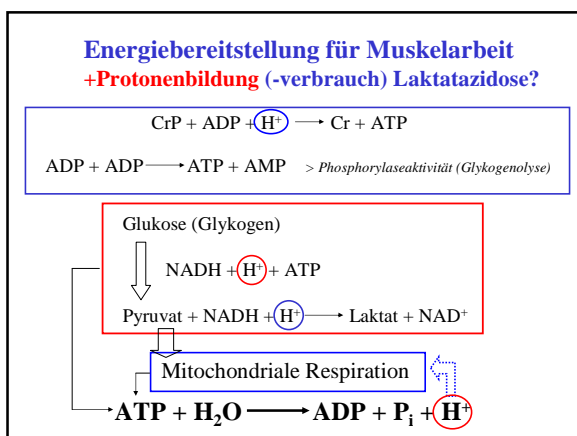 Energiebereitstellung für Muskelarbeit
+Protonenbildung (-verbrauch) Laktatazidose?
CrP + ADP + H⁺ → Cr + ATP
ADP + ADP → ATP + AMP > Phosphorylaseaktivität (Glykogenolyse)
Glukose (Glykogen)
NADH + H⁺ + ATP
Pyruvat + NADH + H⁺ → Laktat + NAD⁺
Mitochondriale Respiration
ATP + H₂O → ADP + Pᵢ + H⁺